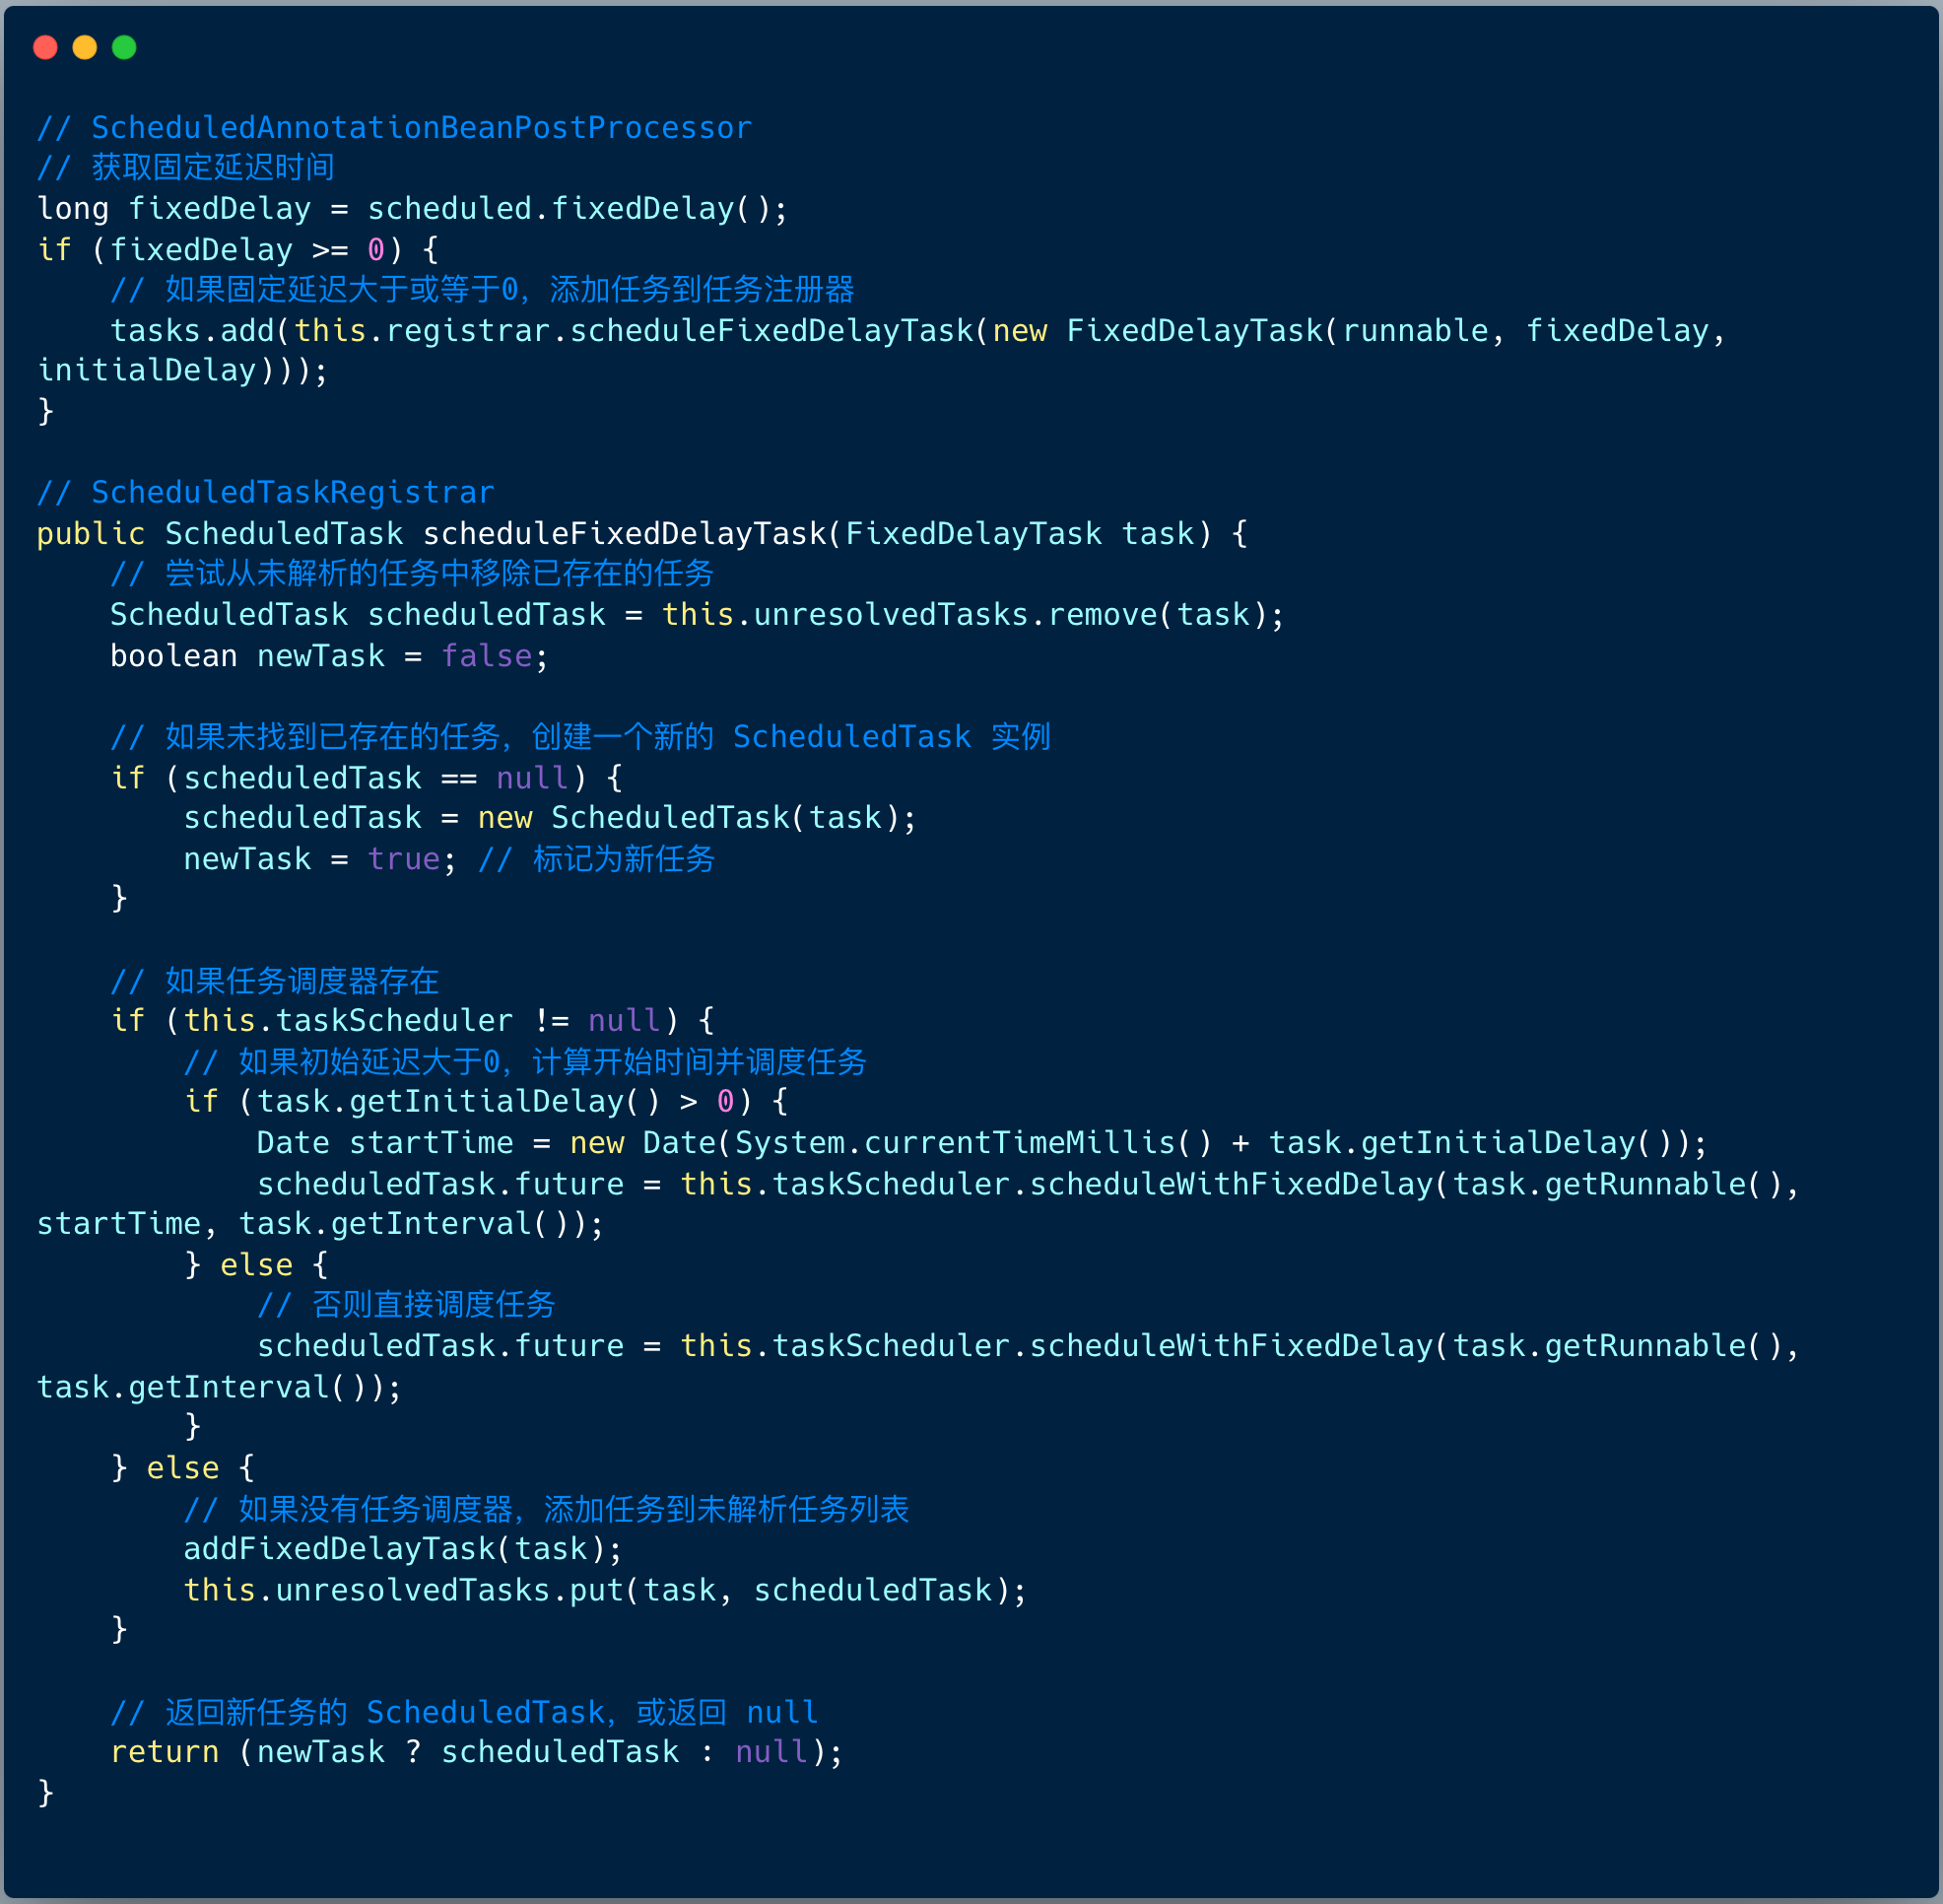 // ScheduledAnnotationBeanPostProcessor
// 获取固定延迟时间
long fixedDelay = scheduled.fixedDelay();
if (fixedDelay >= 0) {
    // 如果固定延迟大于或等于0，添加任务到任务注册器
    tasks.add(this.registrar.scheduleFixedDelayTask(new FixedDelayTask(runnable, fixedDelay,
initialDelay)));
}

// ScheduledTaskRegistrar
public ScheduledTask scheduleFixedDelayTask(FixedDelayTask task) {
    // 尝试从未解析的任务中移除已存在的任务
    ScheduledTask scheduledTask = this.unresolvedTasks.remove(task);
    boolean newTask = false;

    // 如果未找到已存在的任务，创建一个新的 ScheduledTask 实例
    if (scheduledTask == null) {
        scheduledTask = new ScheduledTask(task);
        newTask = true; // 标记为新任务
    }

    // 如果任务调度器存在
    if (this.taskScheduler != null) {
        // 如果初始延迟大于0，计算开始时间并调度任务
        if (task.getInitialDelay() > 0) {
            Date startTime = new Date(System.currentTimeMillis() + task.getInitialDelay());
            scheduledTask.future = this.taskScheduler.scheduleWithFixedDelay(task.getRunnable(),
startTime, task.getInterval());
        } else {
            // 否则直接调度任务
            scheduledTask.future = this.taskScheduler.scheduleWithFixedDelay(task.getRunnable(),
task.getInterval());
        }
    } else {
        // 如果没有任务调度器，添加任务到未解析任务列表
        addFixedDelayTask(task);
        this.unresolvedTasks.put(task, scheduledTask);
    }

    // 返回新任务的 ScheduledTask，或返回 null
    return (newTask ? scheduledTask : null);
}